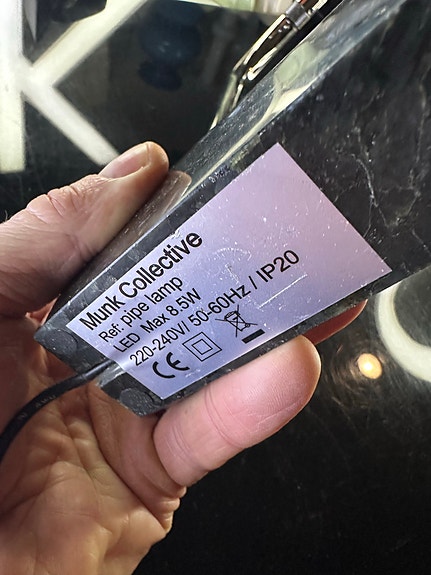 Munk Collective
Ref: pipe lamp
LED Max 8.5W
220-240V/ 50-60Hz / IP20
CE